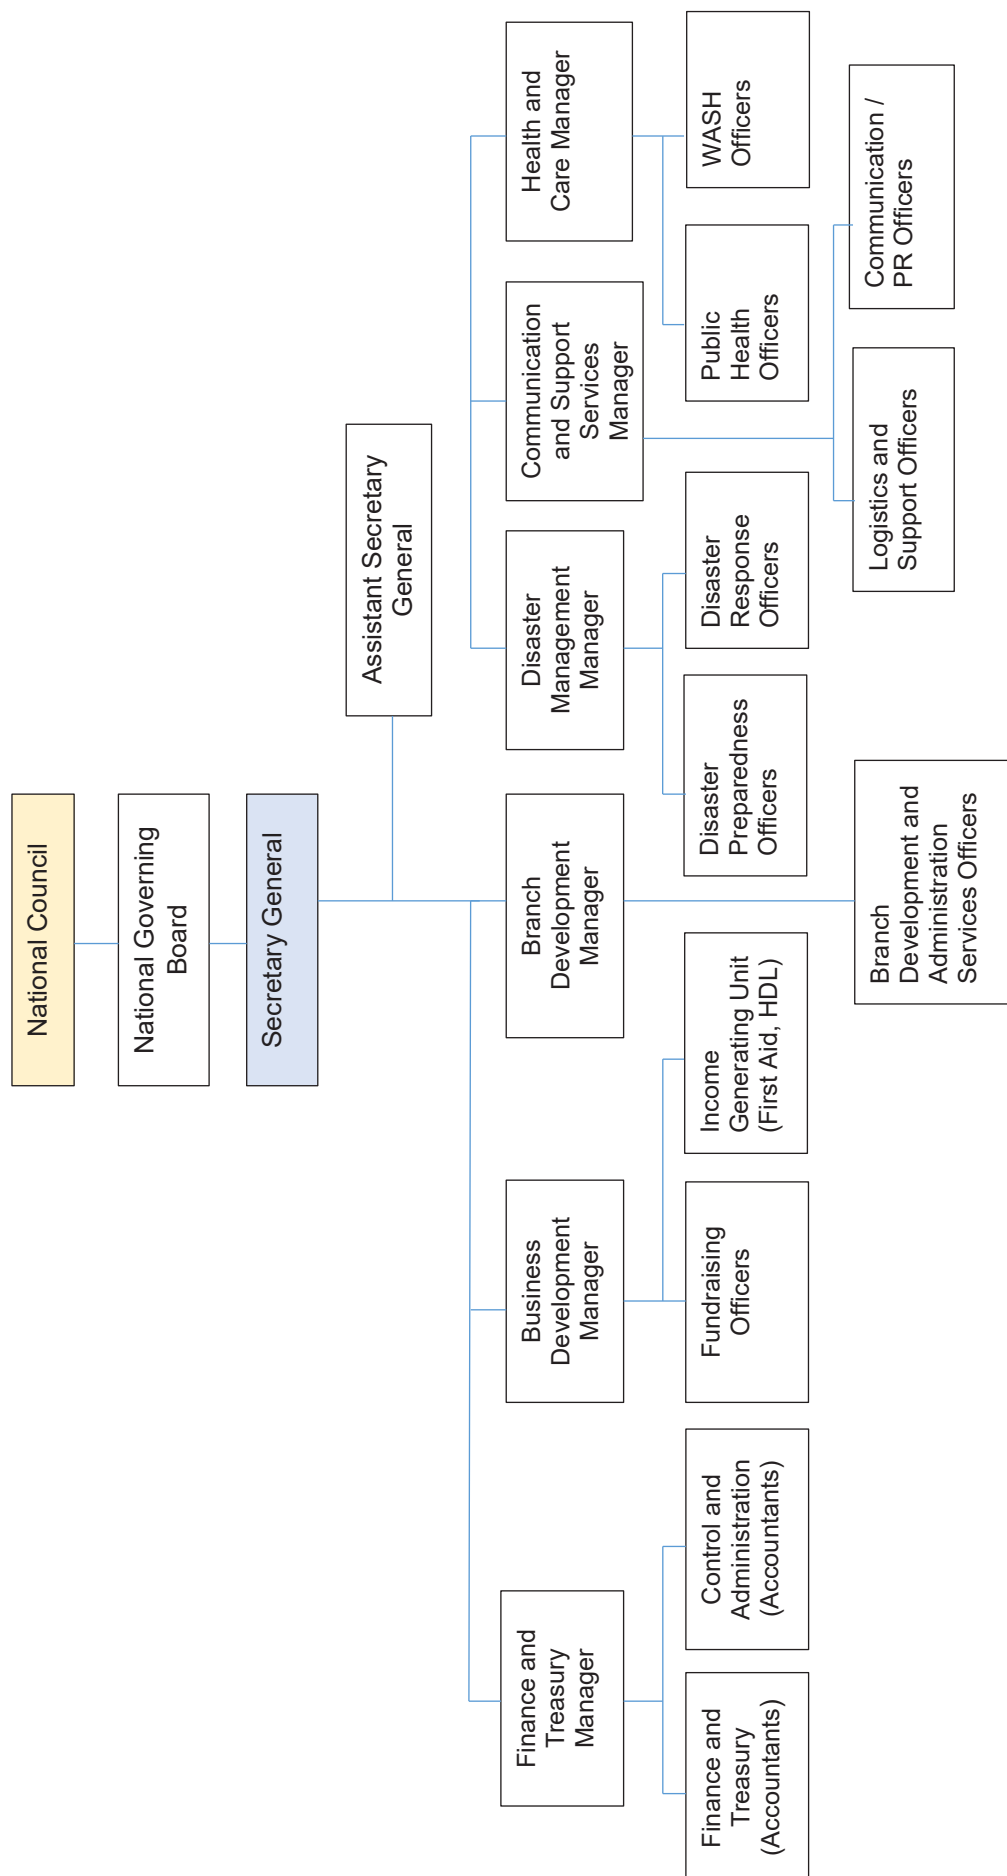 National Council
National Governing
Board
Secretary General
Assistant Secretary
General
Finance and
Treasury
Manager
Business
Development
Manager
Branch
Development
Manager
Disaster
Management
Manager
Communication
and Support
Services
Manager
Health and
Care Manager
Finance and
Treasury
(Accountants)
Control and
Administration
(Accountants)
Fundraising
Officers
Income
Generating Unit
(First Aid, HDL)
Disaster
Preparedness
Officers
Disaster
Response
Officers
Public
Health
Officers
WASH
Officers
Branch
Development and
Administration
Services Officers
Logistics and
Support Officers
Communication /
PR Officers